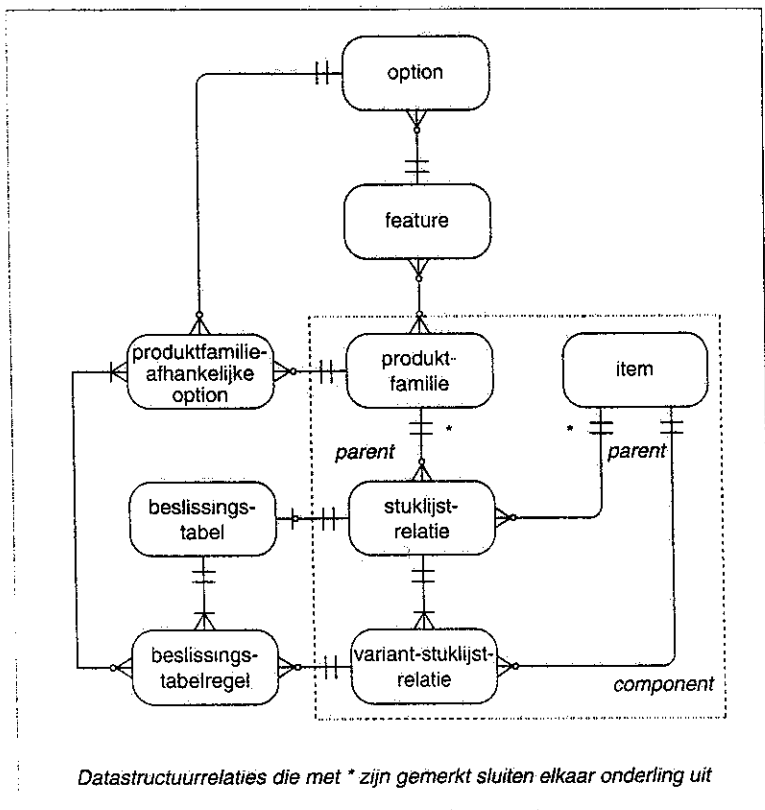 option
feature
produktfamilie-
afhankelijke
option
produkt-
familie
item
*
*
parent
parent
beslissings-
tabel
stuklijst-
relatie
beslissings-
tabelregel
variant-stuklijst-
relatie
component
Datastructuurrelaties die met * zijn gemerkt sluiten elkaar onderling uit